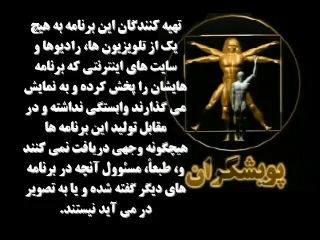 تهیه کنندگان این برنامه به هیچ
یک از تلویزیون ها، رادیوها و
سایت های اینترنتی که برنامه
هایشان را پخش کرده و به نمایش
می گذارند وابستگی نداشته و در
مقابل تولید این برنامه ها
هیچگونه وجهی دریافت نمی کنند
و، طبعأ، مسئوول آنچه در برنامه
های دیگر گفته شده و یا به تصویر
در می آید نیستند.
پویشگران